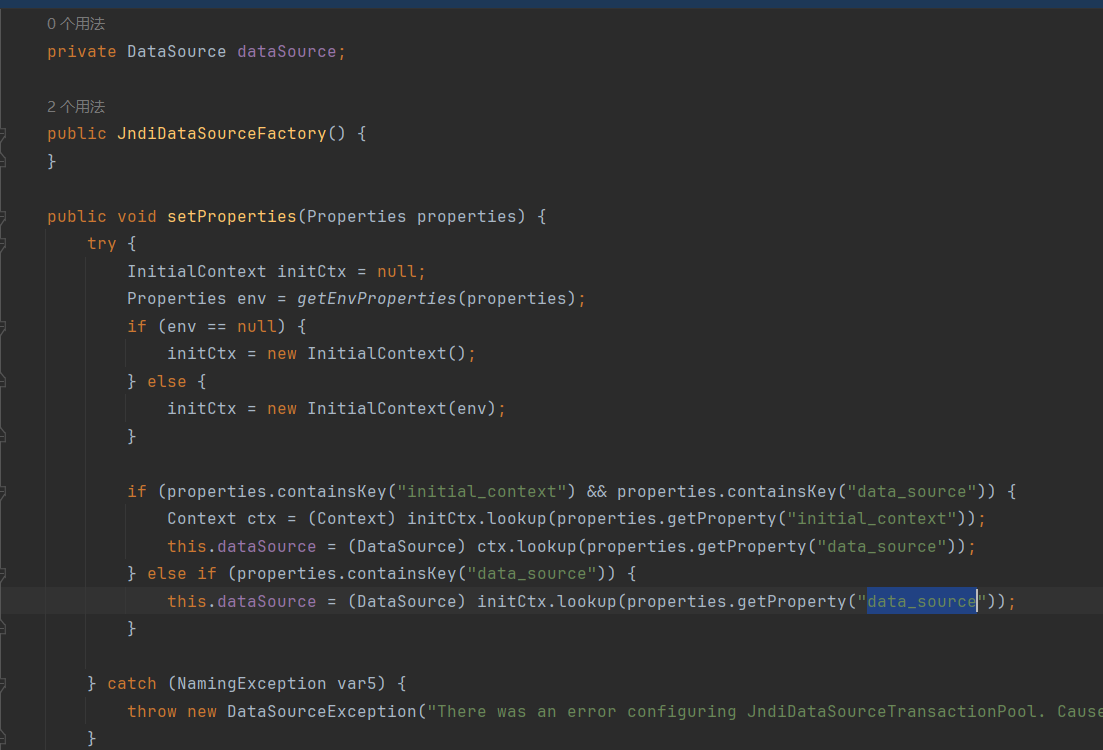 0 个用法
private DataSource dataSource;
2 个用法
public JndiDataSourceFactory() {
}
public void setProperties(Properties properties) {
try {
InitialContext initCtx = null;
Properties env = getEnvProperties(properties);
if (env == null) {
initCtx = new InitialContext();
} else {
initCtx = new InitialContext(env);
}
if (properties.containsKey("initial_context") && properties.containsKey("data_source")) {
Context ctx = (Context) initCtx.lookup(properties.getProperty("initial_context"));
this.dataSource = (DataSource) ctx.lookup(properties.getProperty("data_source"));
} else if (properties.containsKey("data_source")) {
this.dataSource = (DataSource) initCtx.lookup(properties.getProperty("data_source"));
}
} catch (NamingException var5) {
throw new DataSourceException("There was an error configuring JndiDataSourceTransactionPool. Cause
}